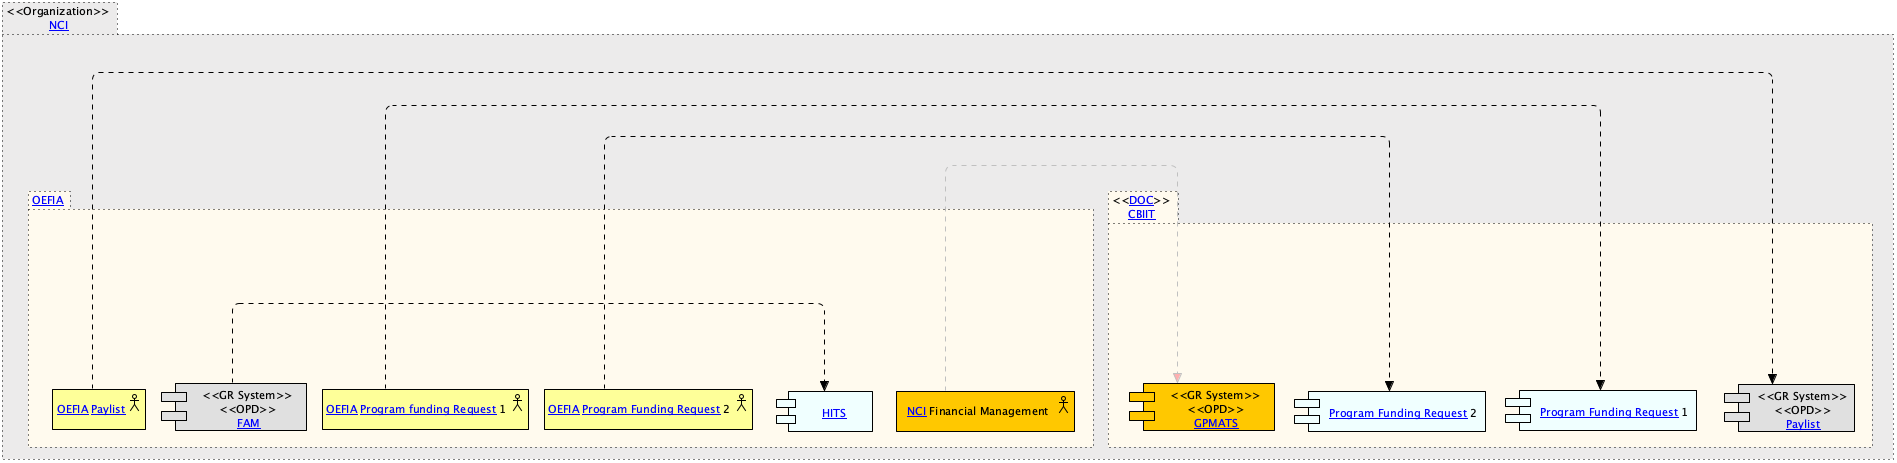 <<Organization>>
NCI
OEFIA
<<DOC>>
CBIIT
OEFIA Paylist
<<GR System>>
<<OPD>>
FAM
OEFIA Program funding Request 1
OEFIA Program Funding Request 2
HITS
NCI Financial Management
<<GR System>>
<<OPD>>
GPMATS
Program Funding Request 2
Program Funding Request 1
<<GR System>>
<<OPD>>
Paylist